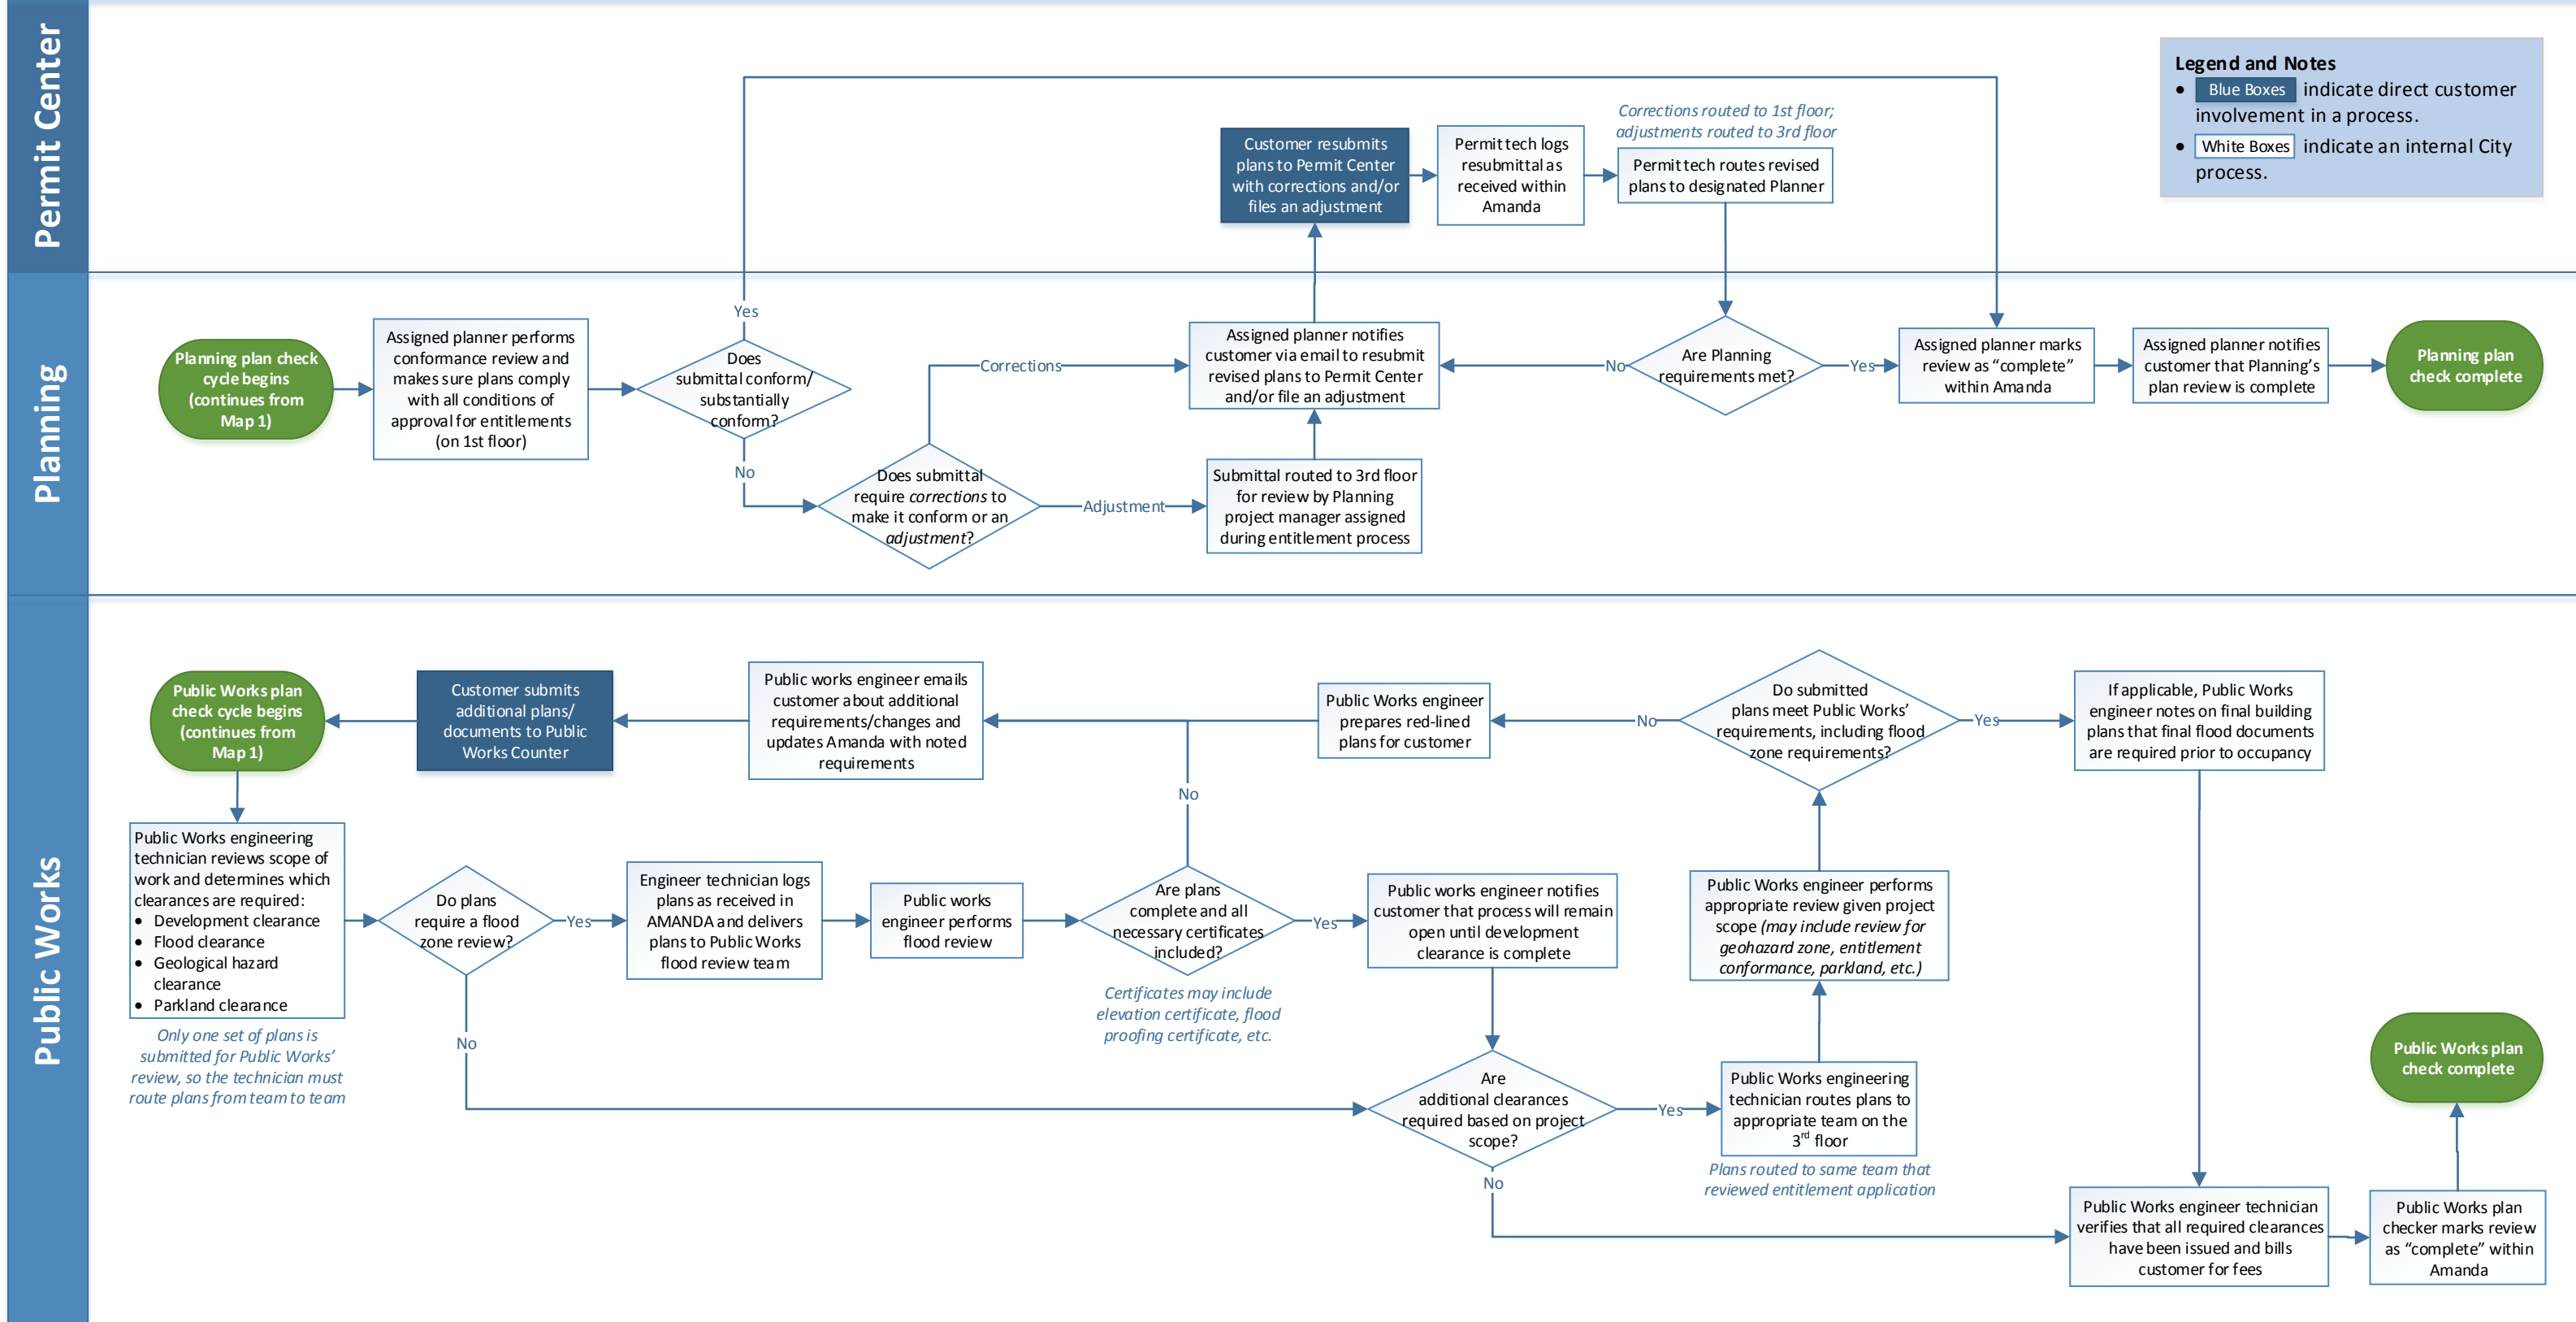 Permit Center
Legend and Notes
• Blue Boxes indicate direct customer
involvement in a process.
• White Boxes indicate an internal City
process.
Customer resubmits
plans to Permit Center
with corrections and/or
files an adjustment
Permit tech logs
resubmittal as
received within
Amanda
Corrections routed to 1st floor;
adjustments routed to 3rd floor
Permit tech routes revised
plans to designated Planner
Planning
Planning plan check
cycle begins
(continues from
Map 1)
Assigned planner performs
conformance review and
makes sure plans comply
with all conditions of
approval for entitlements
(on 1st floor)
Yes
Does
submittal conform/
substantially
conform?
No
Does submittal
require corrections to
make it conform or an
adjustment?
Corrections
Adjustment
Assigned planner notifies
customer via email to resubmit
revised plans to Permit Center
and/or file an adjustment
Submittal routed to 3rd floor
for review by Planning
project manager assigned
during entitlement process
No
Are Planning
requirements met?
Yes
Assigned planner marks
review as “complete”
within Amanda
Assigned planner notifies
customer that Planning’s
plan review is complete
Planning plan
check complete
Public Works
Public Works plan
check cycle begins
(continues from
Map 1)
Customer submits
additional plans/
documents to Public
Works Counter
Public works engineer emails
customer about additional
requirements/changes and
updates Amanda with noted
requirements
No
Public Works engineer
prepares red-lined
plans for customer
No
Do submitted
plans meet Public Works’
requirements, including flood
zone requirements?
Yes
If applicable, Public Works
engineer notes on final building
plans that final flood documents
are required prior to occupancy
Public Works engineering
technician reviews scope of
work and determines which
clearances are required:
• Development clearance
• Flood clearance
• Geological hazard
clearance
• Parkland clearance
Only one set of plans is
submitted for Public Works’
review, so the technician must
route plans from team to team
Do plans
require a flood
zone review?
Yes
No
Engineer technician logs
plans as received in
AMANDA and delivers
plans to Public Works
flood review team
Public works
engineer performs
flood review
Are plans
complete and all
necessary certificates
included?
Certificates may include
elevation certificate, flood
proofing certificate, etc.
Yes
Public works engineer notifies
customer that process will remain
open until development
clearance is complete
Are
additional clearances
required based on project
scope?
Yes
No
Public Works engineer performs
appropriate review given project
scope (may include review for
geohazard zone, entitlement
conformance, parkland, etc.)
Public Works engineering
technician routes plans to
appropriate team on the
3rd floor
Plans routed to same team that
reviewed entitlement application
Public Works engineer technician
verifies that all required clearances
have been issued and bills
customer for fees
Public Works plan
checker marks review
as “complete” within
Amanda
Public Works plan
check complete